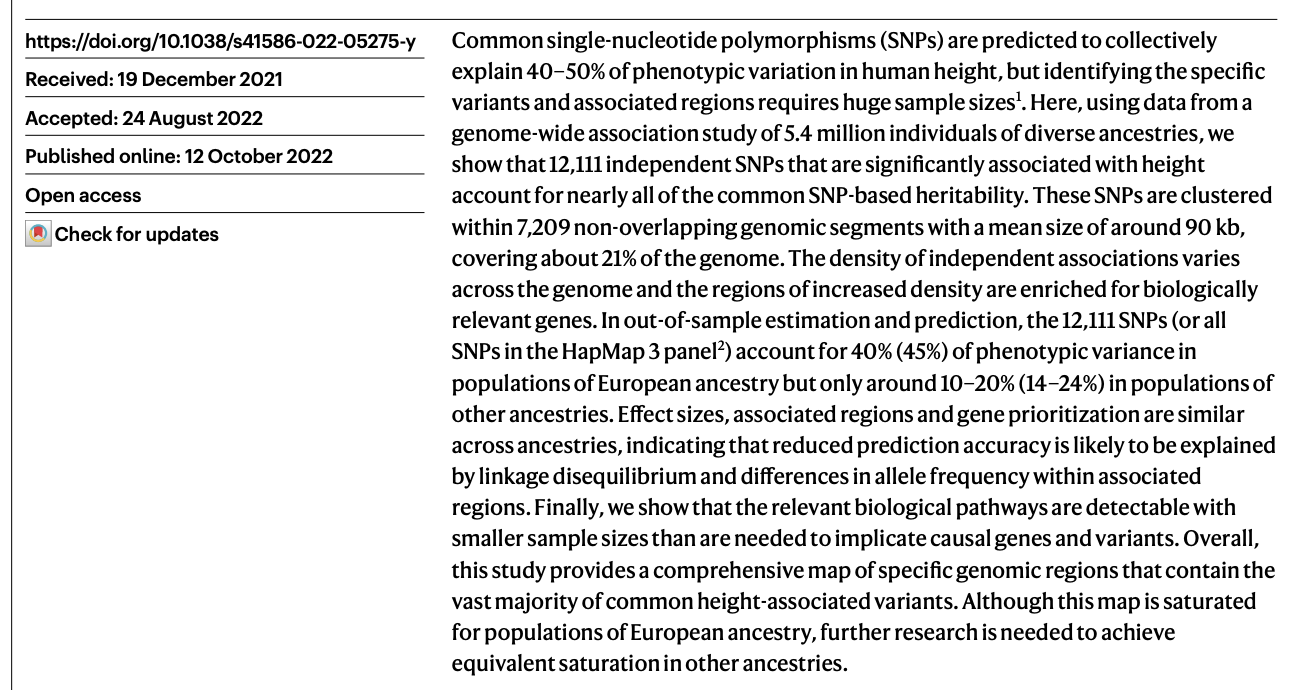 https://doi.org/10.1038/s41586-022-05275-y
Received: 19 December 2021
Accepted: 24 August 2022
Published online: 12 October 2022
Open access
Check for updates
Common single-nucleotide polymorphisms (SNPs) are predicted to collectively
explain 40–50% of phenotypic variation in human height, but identifying the specific
variants and associated regions requires huge sample sizes¹. Here, using data from a
genome-wide association study of 5.4 million individuals of diverse ancestries, we
show that 12,111 independent SNPs that are significantly associated with height
account for nearly all of the common SNP-based heritability. These SNPs are clustered
within 7,209 non-overlapping genomic segments with a mean size of around 90 kb,
covering about 21% of the genome. The density of independent associations varies
across the genome and the regions of increased density are enriched for biologically
relevant genes. In out-of-sample estimation and prediction, the 12,111 SNPs (or all
SNPs in the HapMap 3 panel²) account for 40% (45%) of phenotypic variance in
populations of European ancestry but only around 10–20% (14–24%) in populations of
other ancestries. Effect sizes, associated regions and gene prioritization are similar
across ancestries, indicating that reduced prediction accuracy is likely to be explained
by linkage disequilibrium and differences in allele frequency within associated
regions. Finally, we show that the relevant biological pathways are detectable with
smaller sample sizes than are needed to implicate causal genes and variants. Overall,
this study provides a comprehensive map of specific genomic regions that contain the
vast majority of common height-associated variants. Although this map is saturated
for populations of European ancestry, further research is needed to achieve
equivalent saturation in other ancestries.